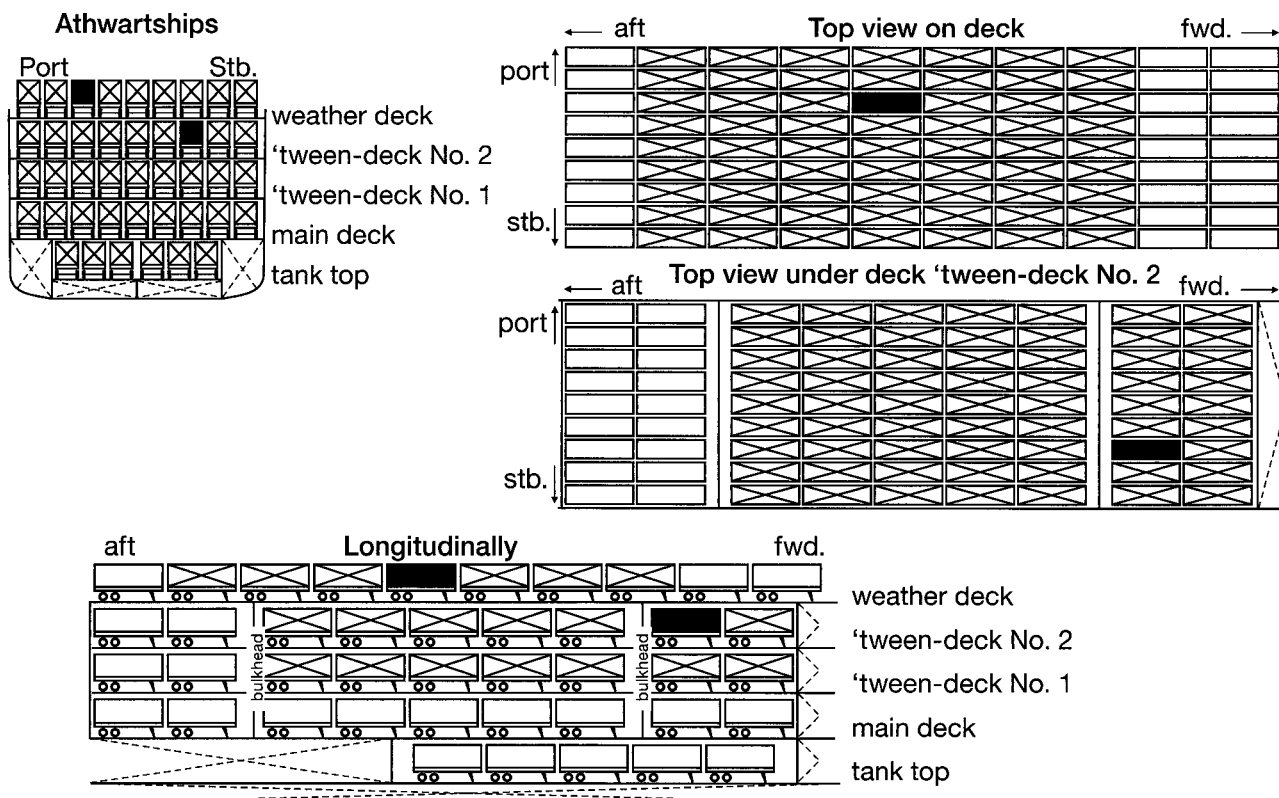 Athwartships
Port Stb.
weather deck
'tween-deck No. 2
'tween-deck No. 1
main deck
tank top
aft Top view on deck fwd.
port
stb.
aft Top view under deck 'tween-deck No. 2 fwd.
port
stb.
aft Longitudinally fwd.
bulkhead
bulkhead
weather deck
'tween-deck No. 2
'tween-deck No. 1
main deck
tank top